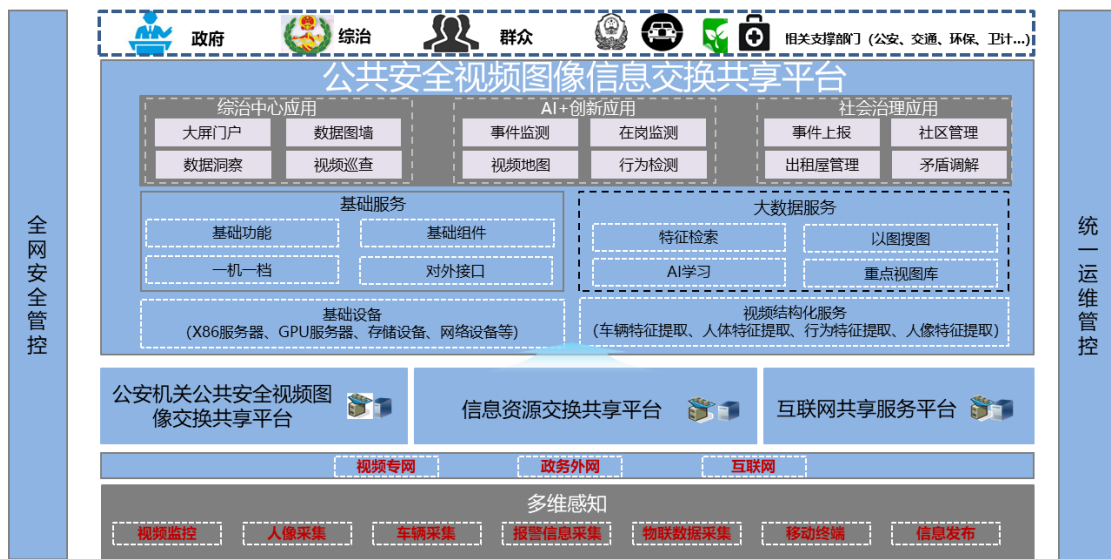 政府
综治
群众
相关支撑部门（公安、交通、环保、卫计...）
公共安全视频图像信息交换共享平台
综治中心应用
AI+创新应用
社会治理应用
大屏门户
数据图墙
事件监测
在岗监测
事件上报
社区管理
数据洞察
视频巡查
视频地图
行为检测
出租屋管理
矛盾调解
基础服务
大数据服务
基础功能
基础组件
特征检索
以图搜图
一机一档
对外接口
AI学习
重点视图库
基础设备
（X86服务器、GPU服务器、存储设备、网络设备等）
视频结构化服务
（车辆特征提取、人体特征提取、行为特征提取、人像特征提取）
公安机关公共安全视频图
像交换共享平台
信息资源交换共享平台
互联网共享服务平台
视频专网
政务外网
互联网
多维感知
视频监控
人像采集
车辆采集
报警信息采集
物联数据采集
移动终端
信息发布
全网安全管控
统一运维管控